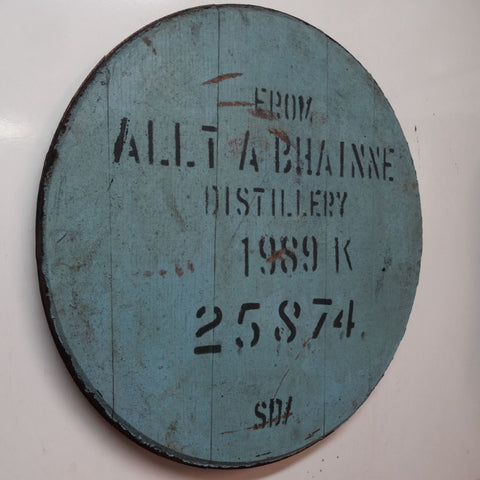 FROM
ALLT A BHAINNE
DISTILLERY
1989 K
25874